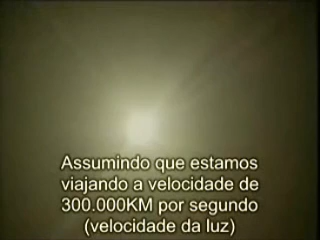 Assumindo que estamos
viajando a velocidade de
300.000KM por segundo
(velocidade da luz)